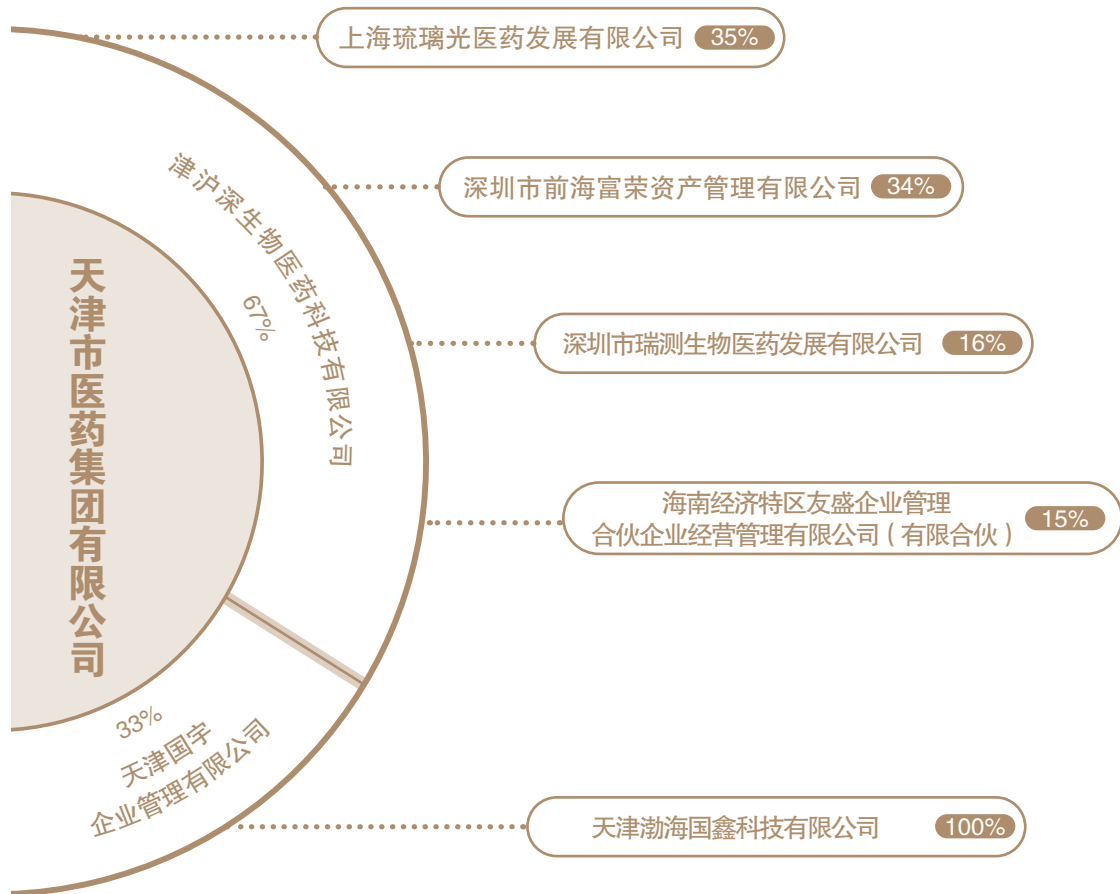 上海琉璃光医药发展有限公司 35%
深圳市前海富荣资产管理有限公司 34%
津沪深生物医药科技有限公司
67%
天津市医药集团有限公司
深圳市瑞测生物医药发展有限公司 16%
海南经济特区友盛企业管理
合伙企业经营管理有限公司（有限合伙） 15%
33%
天津国宇
企业管理有限公司
天津渤海国鑫科技有限公司 100%